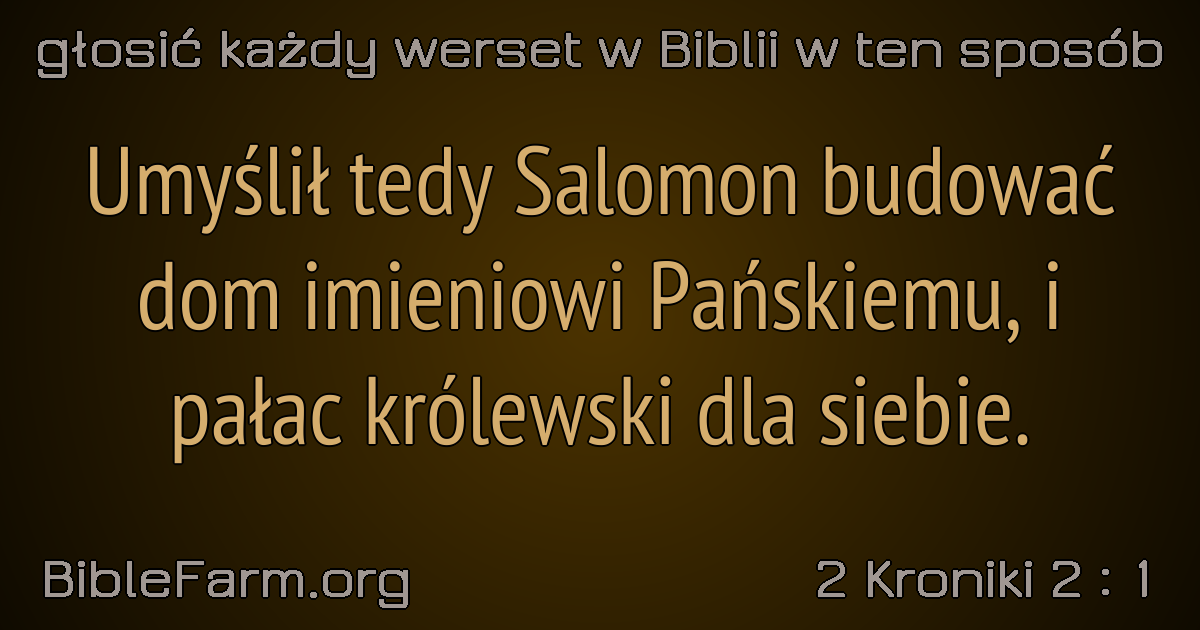 głosić każdy werset w Biblii w ten sposób
Umyślił tedy Salomon budować
dom imieniowi Pańskiemu, i
pałac królewski dla siebie.
BibleFarm.org
2 Kroniki 2 : 1